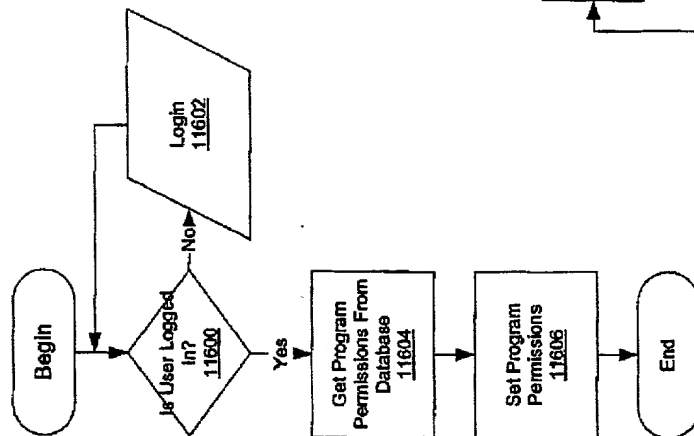 Begin
Is User Logged
In?
11600
No
Login
11602
Yes
Get Program
Permissions From
Database
11604
Set Program
Permissions
11606
End